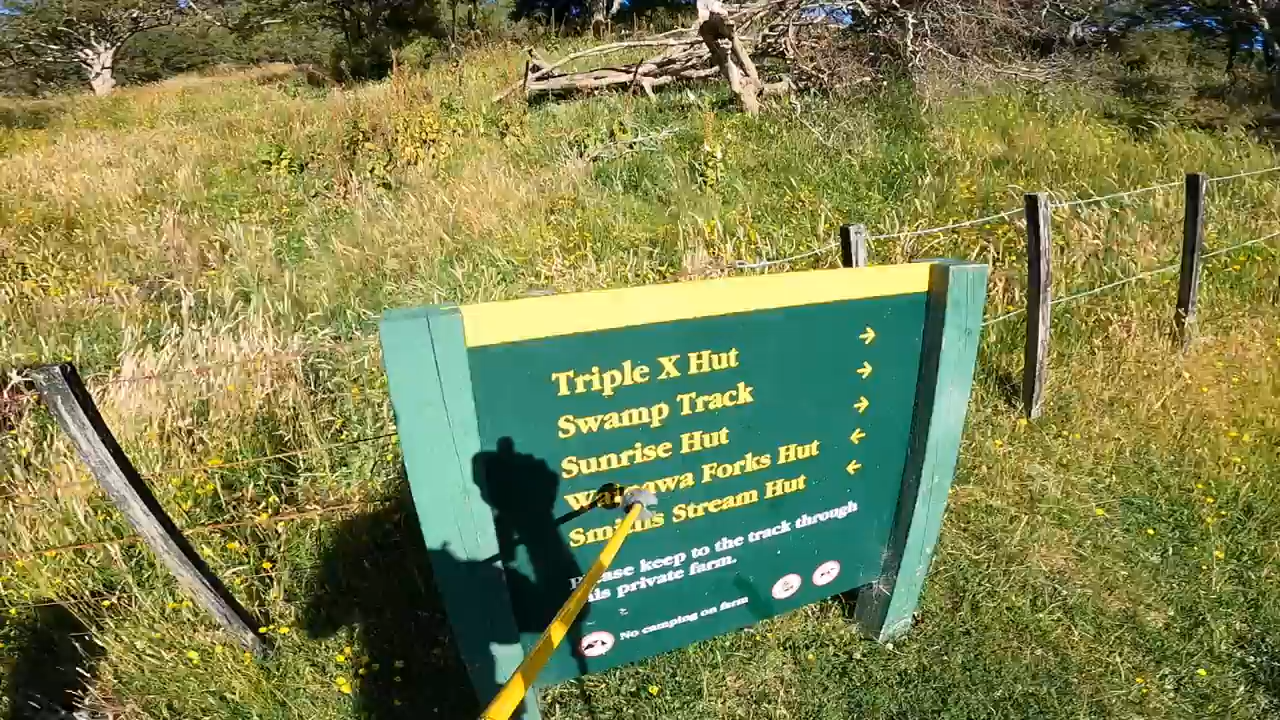 Triple X Hut →
Swamp Track →
Sunrise Hut →
Forks Hut ←
Stream Hut ←
keep to the track through
private farm.
No camping on farm